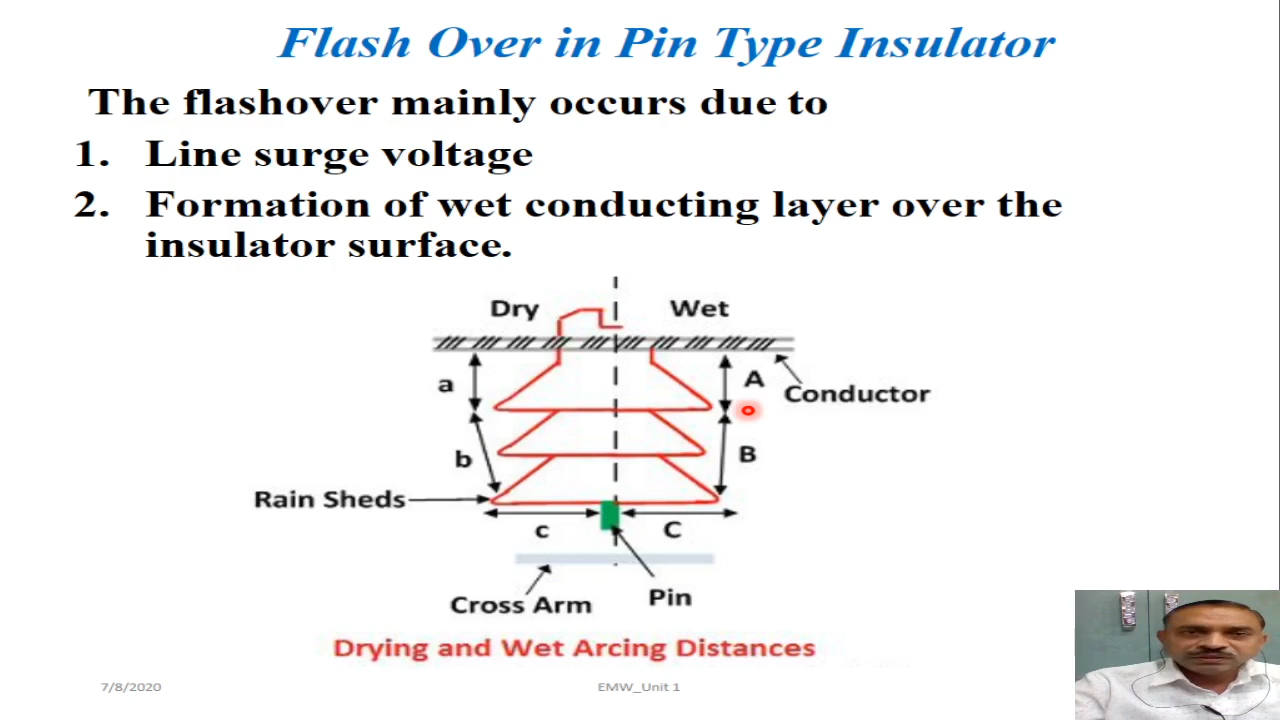 Flash Over in Pin Type Insulator
The flashover mainly occurs due to
1. Line surge voltage
2. Formation of wet conducting layer over the
insulator surface.
Dry
Wet
a
A
Conductor
b
B
Rain Sheds
c
C
Cross Arm
Pin
Drying and Wet Arcing Distances
7/8/2020
EMW_Unit 1